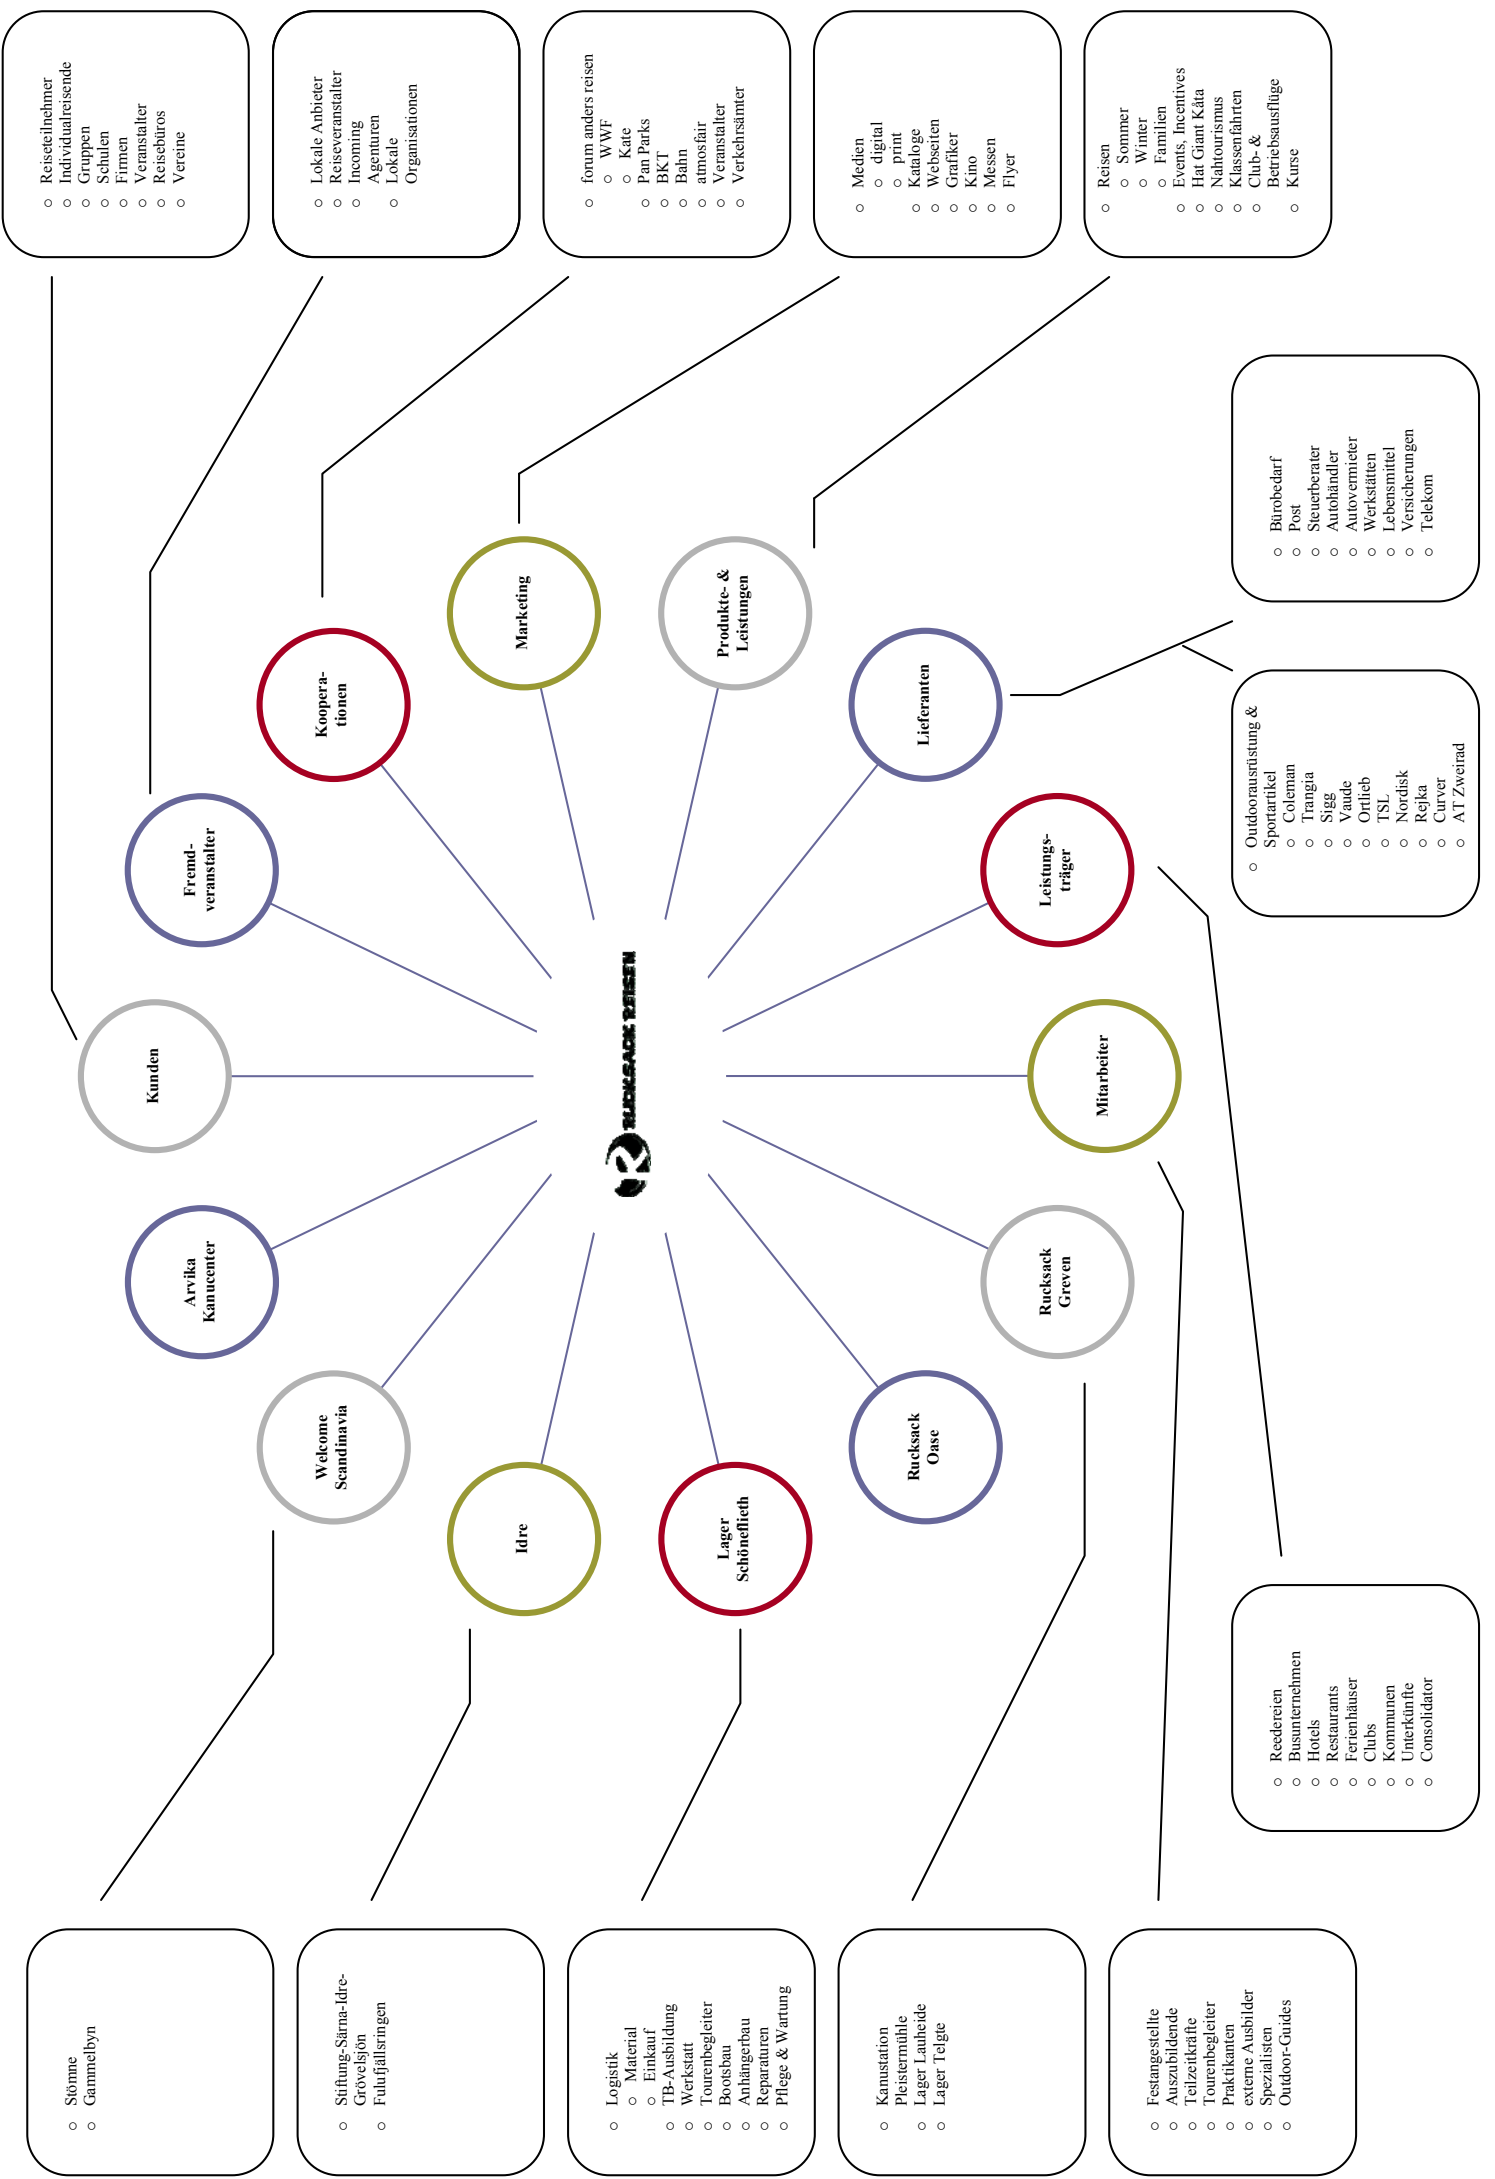 Stömne
Gammelbyn
Stiftung-Särna-Idre-
Grövelsjön
Fulufjällsringen
Logistik
Material
Einkauf
TB-Ausbildung
Werkstatt
Tourenbegleiter
Bootsbau
Anhängerbau
Reparaturen
Pflege & Wartung
Kanustation
Pleistermühle
Lager Lauheide
Lager Telgte
Festangestellte
Auszubildende
Teilzeitkräfte
Tourenbegleiter
Praktikanten
externe Ausbilder
Spezialisten
Outdoor-Guides
Reedereien
Busunternehmen
Hotels
Restaurants
Ferienhäuser
Clubs
Kommunen
Unterkünfte
Consolidator
Kunden
Arvika
Kanucenter
Welcome
Scandinavia
Idre
Lager
Schöneflieth
Rucksack
Oase
Rucksack
Greven
Mitarbeiter
Leistungs-
träger
Lieferanten
Produkte- &
Leistungen
Marketing
Koopera-
tionen
Fremd-
veranstalter
R RUCKSACK REISEN
Reiseteilnehmer
Individualreisende
Gruppen
Schulen
Firmen
Veranstalter
Reisebüros
Vereine
Lokale Anbieter
Reiseveranstalter
Incoming
Agenturen
Lokale
Organisationen
forum anders reisen
WWF
Kate
Pan Parks
BKT
Bahn
atmosfair
Veranstalter
Verkehrsämter
Medien
digital
print
Kataloge
Webseiten
Grafiker
Kino
Messen
Flyer
Reisen
Sommer
Winter
Familien
Events, Incentives
Hat Giant Kåta
Nahtourismus
Klassenfahrten
Club- &
Betriebsausflüge
Kurse
Outdoorausrüstung &
Sportartikel
Coleman
Trangia
Sigg
Vaude
Ortlieb
TSL
Nordisk
Rejka
Curver
AT Zweirad
Bürobedarf
Post
Steuerberater
Autohändler
Autovermieter
Werkstätten
Lebensmittel
Versicherungen
Telekom